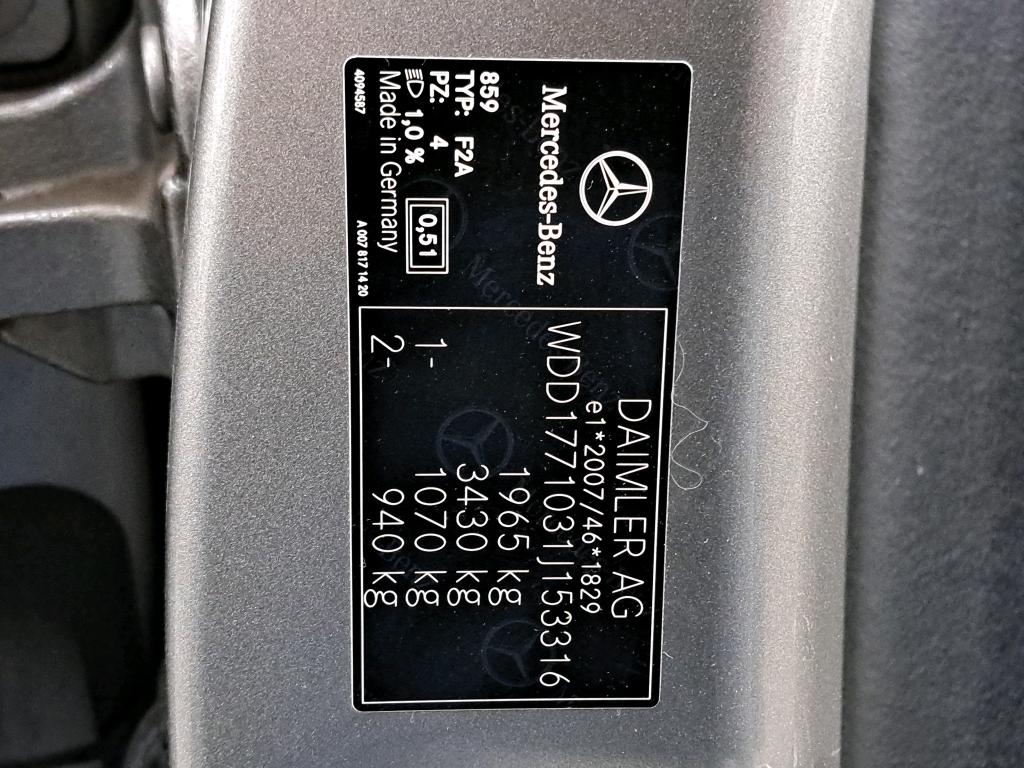 Mercedes-Benz
859
TYP: F2A
PZ: 4
1,0 %
0,51
Made in Germany
4094587
A 007 817 14 20
DAIMLER AG
e1*2007/46*1829
WDD1771031J153316
1965 kg
3430 kg
1- 1070 kg
2- 940 kg